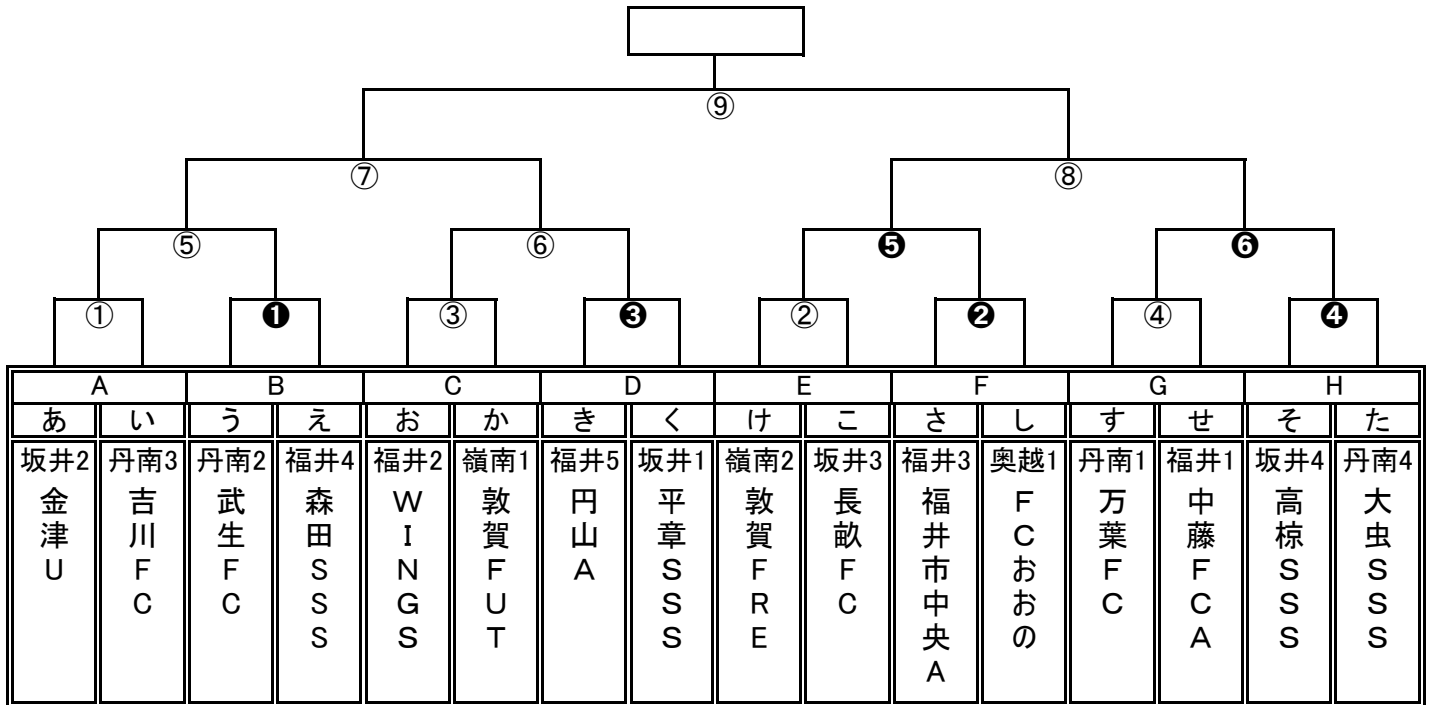 ⑨
⑦ ⑧
⑤ ⑥ ❺ ❻
① ❶ ③ ❸ ② ❷ ④ ❹
A B C D E F G H
あ い う え お か き く け こ さ し す せ そ た
坂井2 丹南3 丹南2 福井4 福井2 嶺南1 福井5 坂井1 嶺南2 坂井3 福井3 奥越1 丹南1 福井1 坂井4 丹南4
金津U
吉川FC
武生FC
森田SSS
WINGS
敦賀FUT
円山A
平章SSS
敦賀FRE
長畝FC
福井市中央A
FCおおの
万葉FC
中藤FCA
高椋SSS
大虫SSS